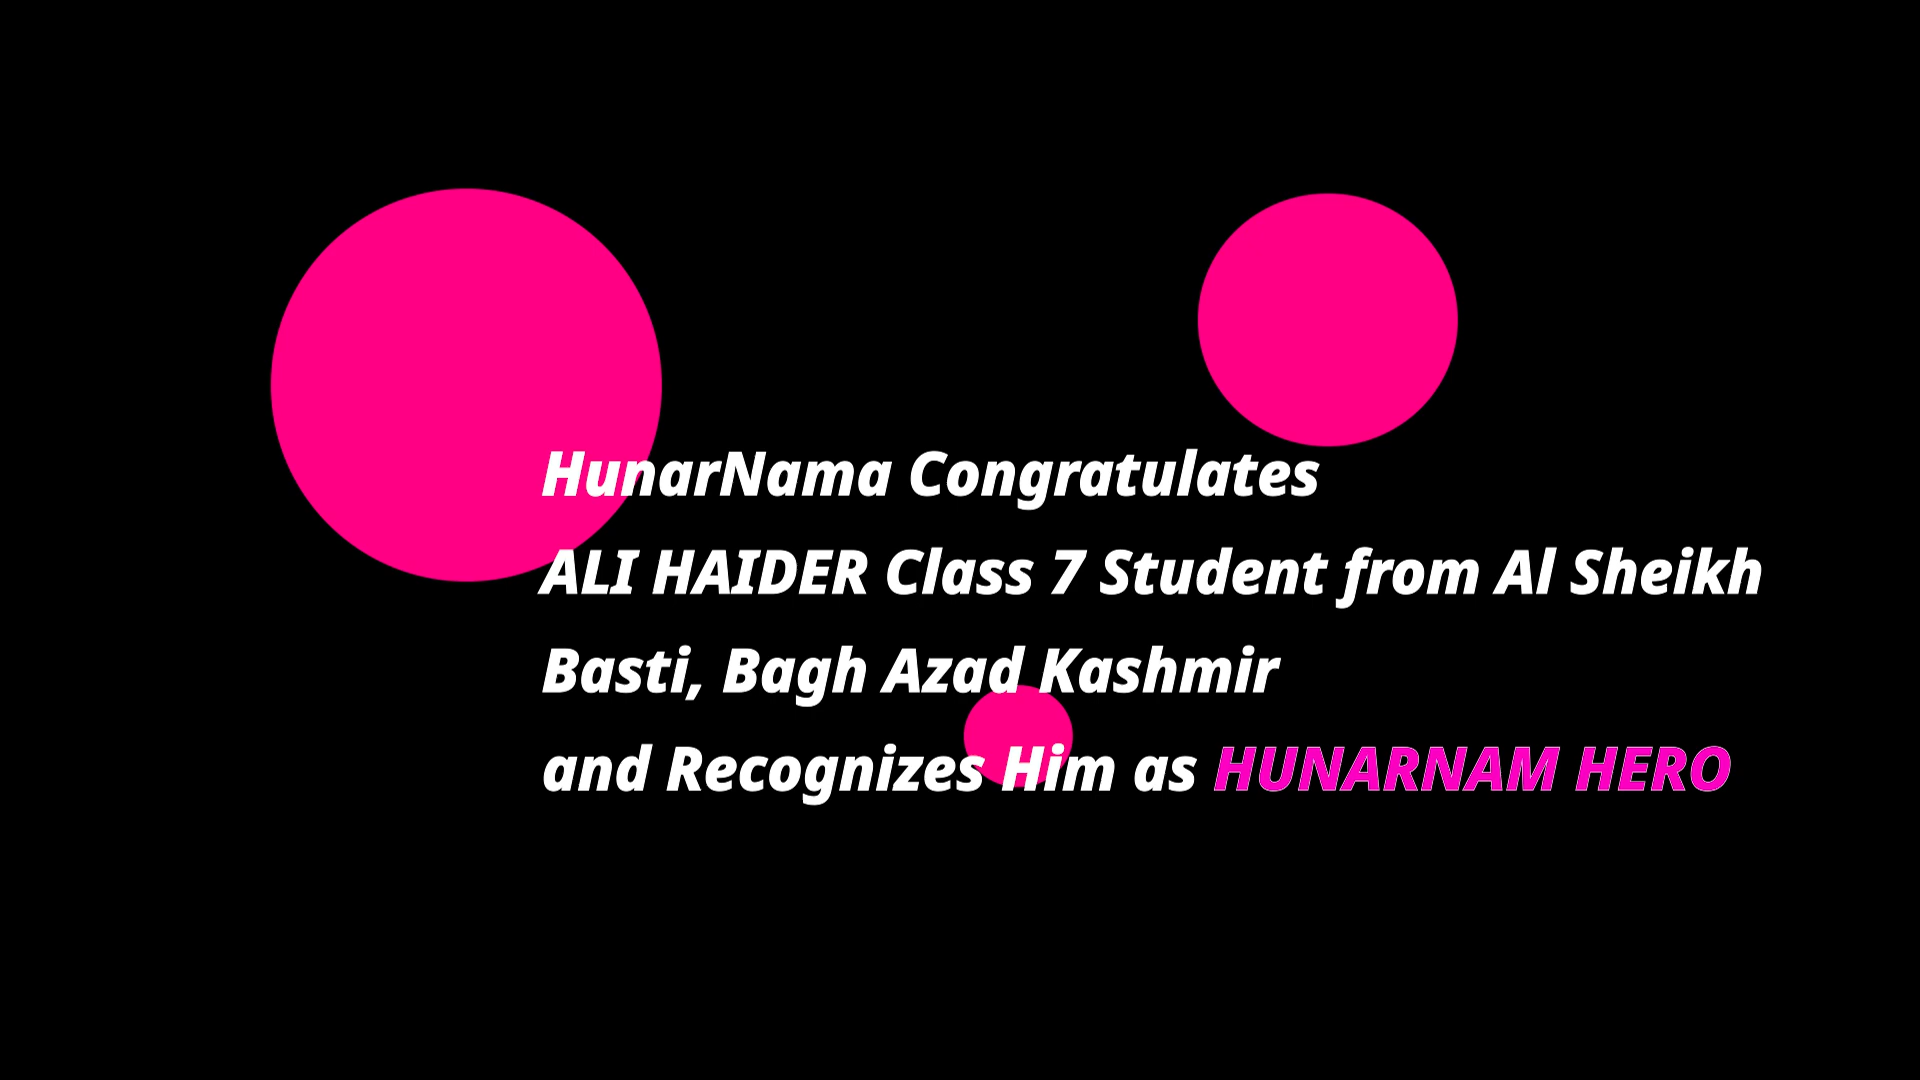 HunarNama Congratulates
ALI HAIDER Class 7 Student from Al Sheikh
Basti, Bagh Azad Kashmir
and Recognizes Him as HUNARNAM HERO